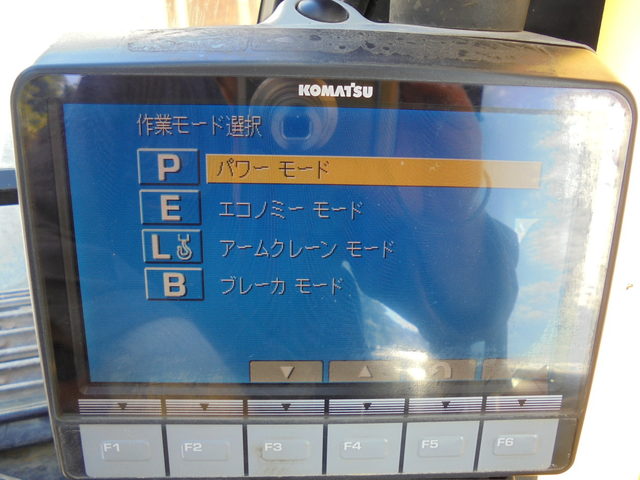 KOMATSU
作業モード選択
P パワー モード
E エコノミー モード
L アームクレーン モード
B ブレーカ モード
F1 F2 F3 F4 F5 F6